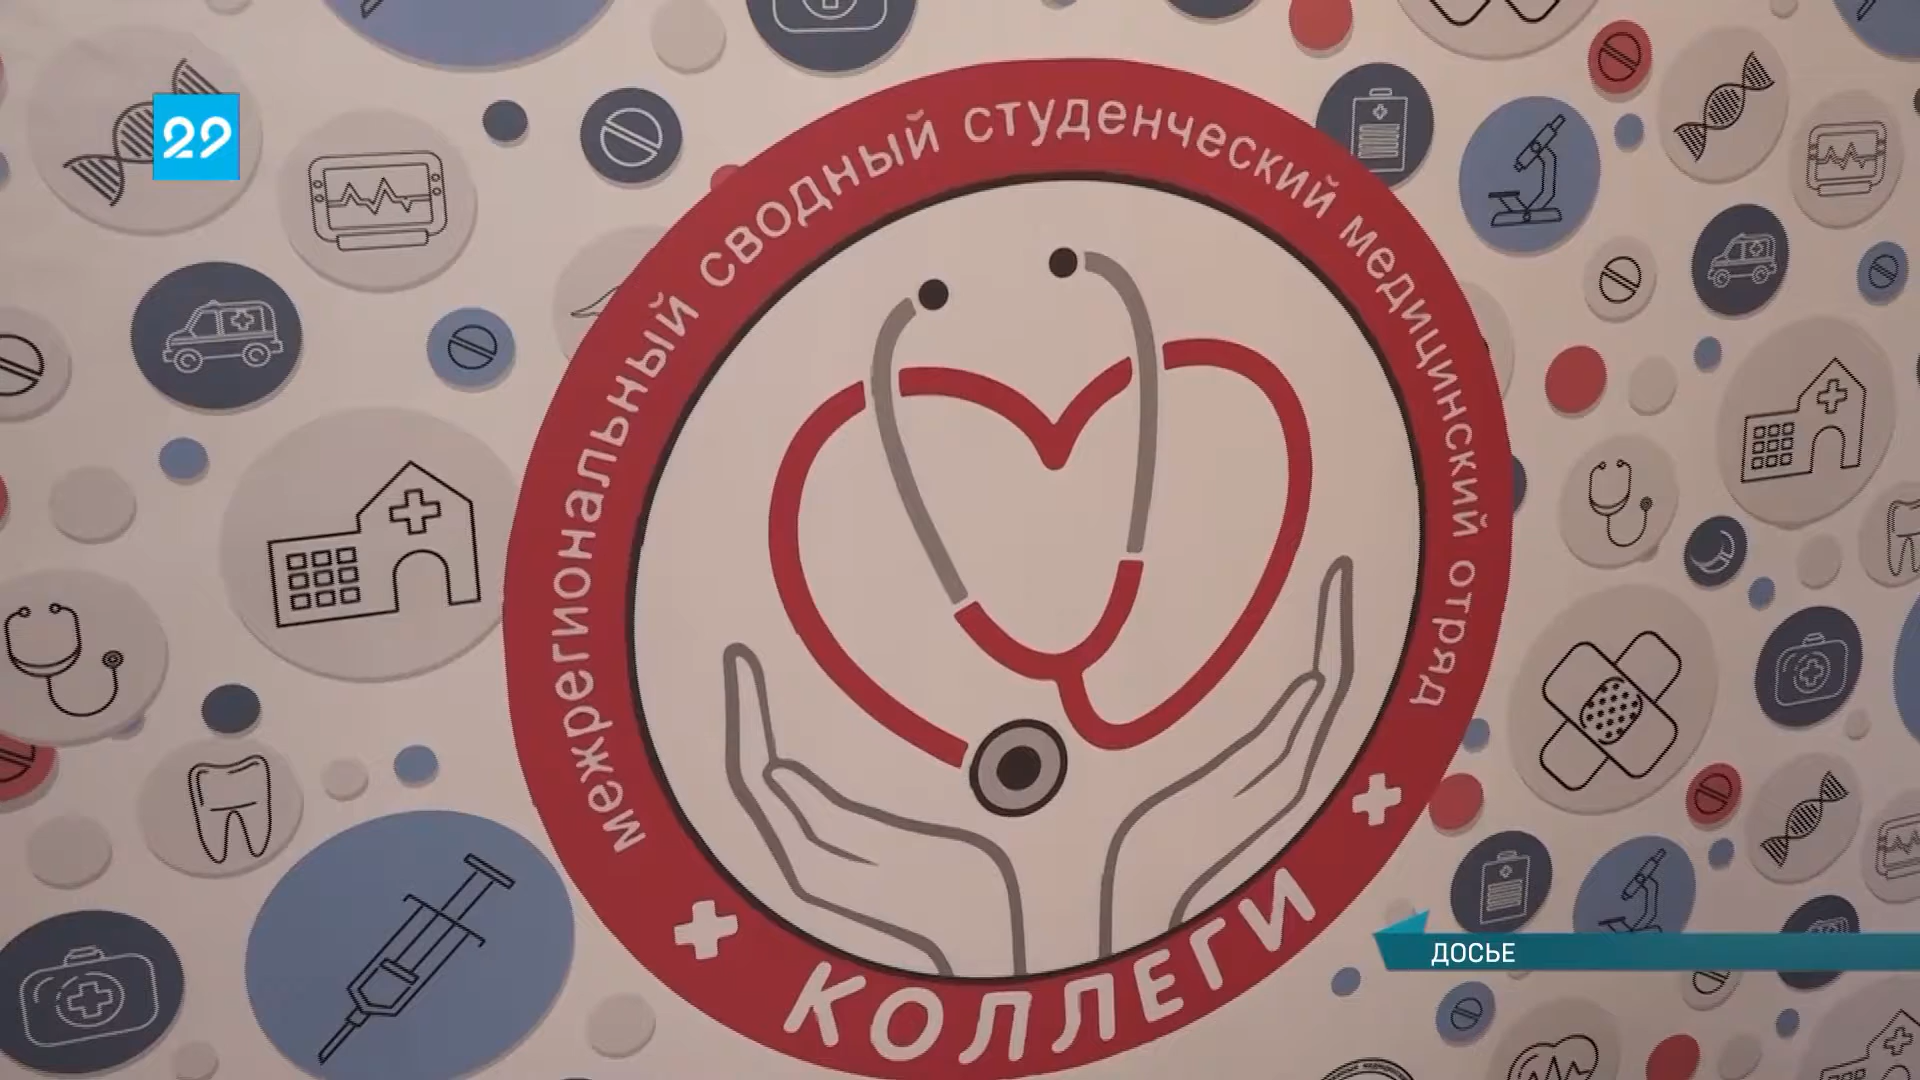 29
межрегиональный сводный студенческий медицинский отряд
КОЛЛЕГИ
ДОСЬЕ